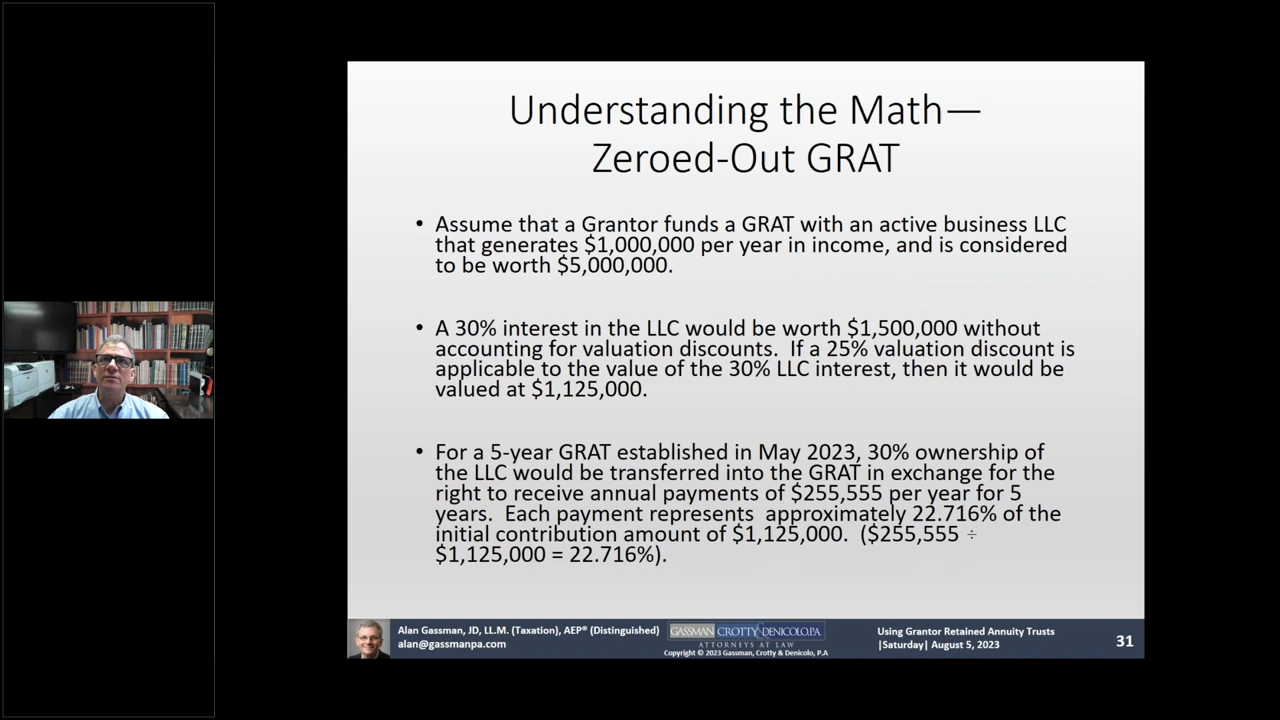 Understanding the Math—
Zeroed-Out GRAT
• Assume that a Grantor funds a GRAT with an active business LLC
that generates $1,000,000 per year in income, and is considered
to be worth $5,000,000.
• A 30% interest in the LLC would be worth $1,500,000 without
accounting for valuation discounts.  If a 25% valuation discount is
applicable to the value of the 30% LLC interest, then it would be
valued at $1,125,000.
• For a 5-year GRAT established in May 2023, 30% ownership of
the LLC would be transferred into the GRAT in exchange for the
right to receive annual payments of $255,555 per year for 5
years.  Each payment represents  approximately 22.716% of the
initial contribution amount of $1,125,000.  ($255,555 ÷
$1,125,000 = 22.716%).
Alan Gassman, JD, LL.M. (Taxation), AEP® (Distinguished)
alan@gassmanpa.com
GASSMAN CROTTY & DENICOLO, P.A.
ATTORNEYS AT LAW
Copyright © 2023 Gassman, Crotty & Denicolo, P.A
Using Grantor Retained Annuity Trusts
|Saturday| August 5, 2023
31